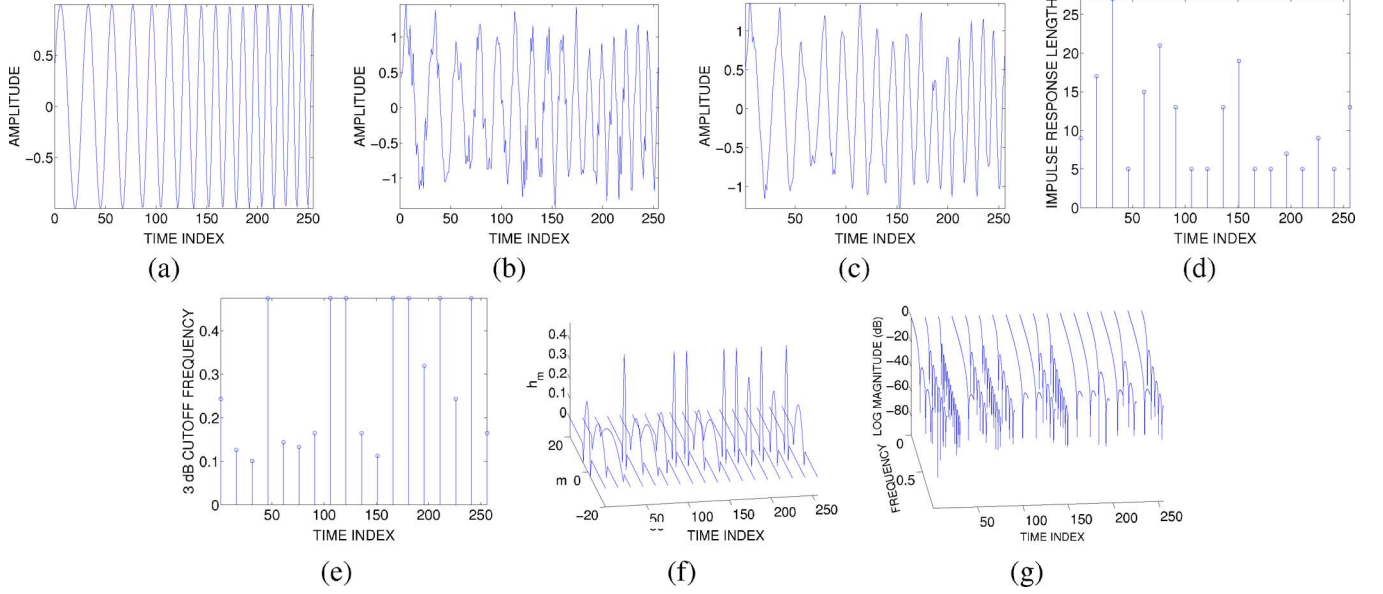 AMPLITUDE
0.5
0
−0.5
0 50 100 150 200 250
TIME INDEX
(a)
AMPLITUDE
1
0.5
0
−0.5
−1
0 50 100 150 200 250
TIME INDEX
(b)
AMPLITUDE
1
0.5
0
−0.5
−1
50 100 150 200 250
TIME INDEX
(c)
IMPULSE RESPONSE LENGTH
25
20
15
10
5
0
50 100 150 200 250
TIME INDEX
(d)
3 dB CUTOFF FREQUENCY
0.4
0.3
0.2
0.1
0
50 100 150 200 250
TIME INDEX
(e)
h_m
0.4
0.3
0.2
0.1
0
20
m 0
−20
50 100 150 200 250
TIME INDEX
(f)
LOG MAGNITUDE (dB)
0
−20
−40
−60
−80
0
FREQUENCY
0.5
50 100 150 200 250
TIME INDEX
(g)